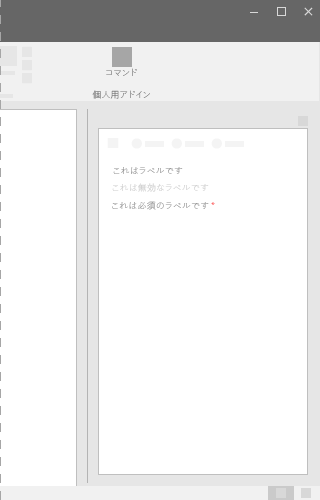 コマンド
個人用アドイン
これはラベルです
これは無効なラベルです
これは必須のラベルです*